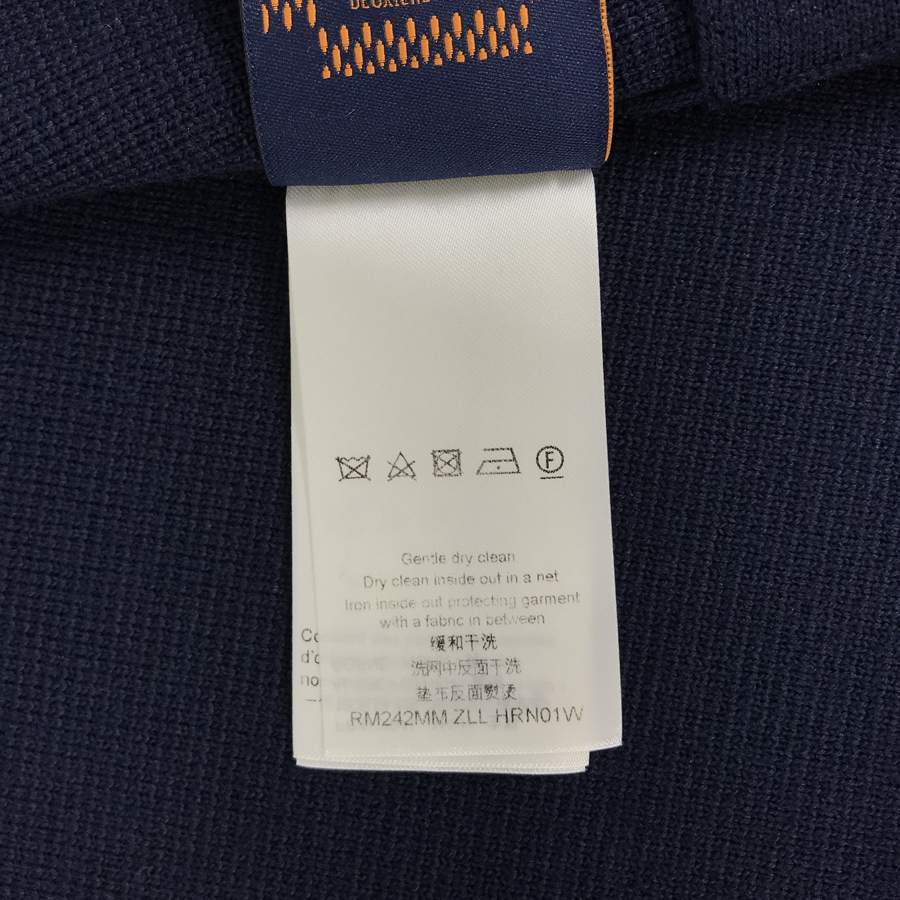 Gentle dry clean
Dry clean inside out in a net
Iron inside out protecting garment
with a fabric in between
缓和干洗
洗网中反面干洗
垫布反面熨烫
RM242MM ZLL HRN01W
F
d'c
no